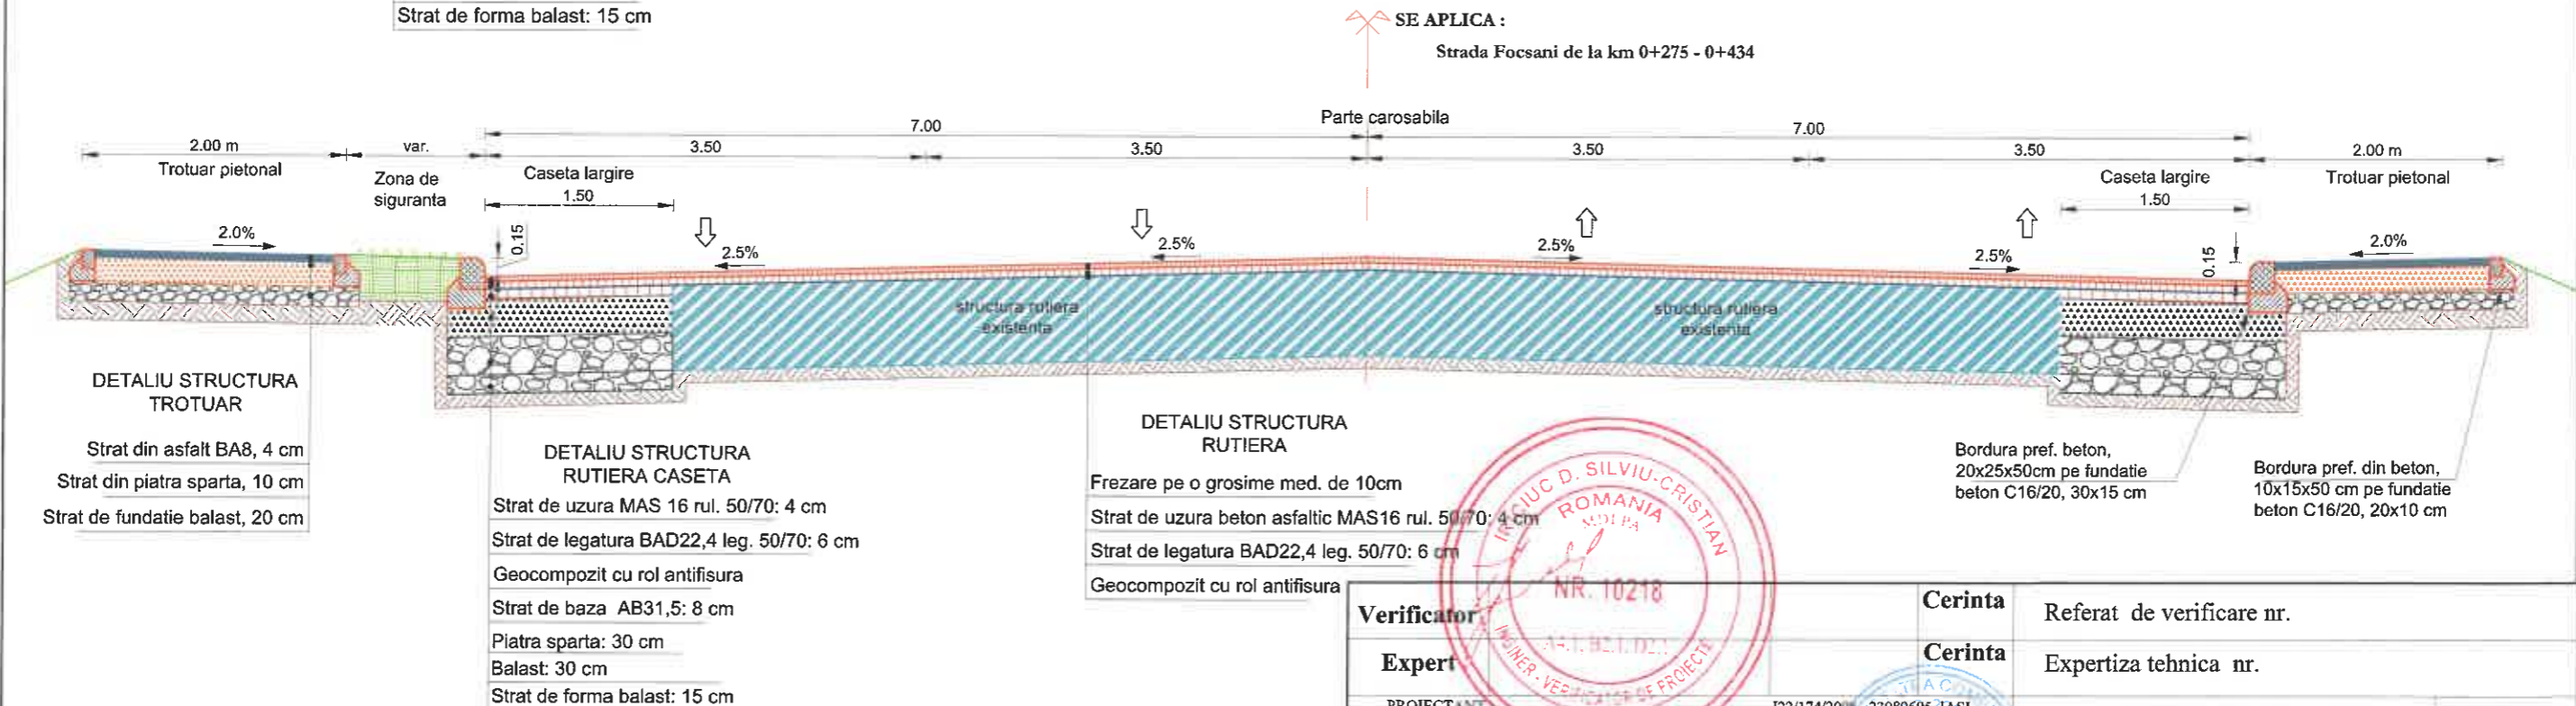 Strat de forma balast: 15 cm
SE APLICA :
Strada Focsani de la km 0+275 - 0+434
Parte carosabila
7.00
7.00
2.00 m
var.
3.50
3.50
3.50
3.50
2.00 m
Trotuar pietonal
Zona de
siguranta
Caseta largire
1.50
Caseta largire
1.50
Trotuar pietonal
2.0%
0.15
2.5%
2.5%
2.5%
2.5%
0.15
2.0%
structura rutiera
existenta
structura rutiera
existenta
DETALIU STRUCTURA
TROTUAR
Strat din asfalt BA8, 4 cm
Strat din piatra sparta, 10 cm
Strat de fundatie balast, 20 cm
DETALIU STRUCTURA
RUTIERA CASETA
Strat de uzura MAS 16 rul. 50/70: 4 cm
Strat de legatura BAD22,4 leg. 50/70: 6 cm
Geocompozit cu rol antifisura
Strat de baza AB31,5: 8 cm
Piatra sparta: 30 cm
Balast: 30 cm
Strat de forma balast: 15 cm
DETALIU STRUCTURA
RUTIERA
Frezare pe o grosime med. de 10cm
Strat de uzura beton asfaltic MAS16 rul. 50/70: 4 cm
Strat de legatura BAD22,4 leg. 50/70: 6 cm
Geocompozit cu rol antifisura
Bordura pref. beton,
20x25x50cm pe fundatie
beton C16/20, 30x15 cm
Bordura pref. din beton,
10x15x50 cm pe fundatie
beton C16/20, 20x10 cm
D. SILVIU-CRISTIAN
ROMANIA
NR. 10218
INGINER - VERIFICATOR DE PROIECTE
Verificator
Cerinta
Referat de verificare nr.
Expert
Cerinta
Expertiza tehnica nr.